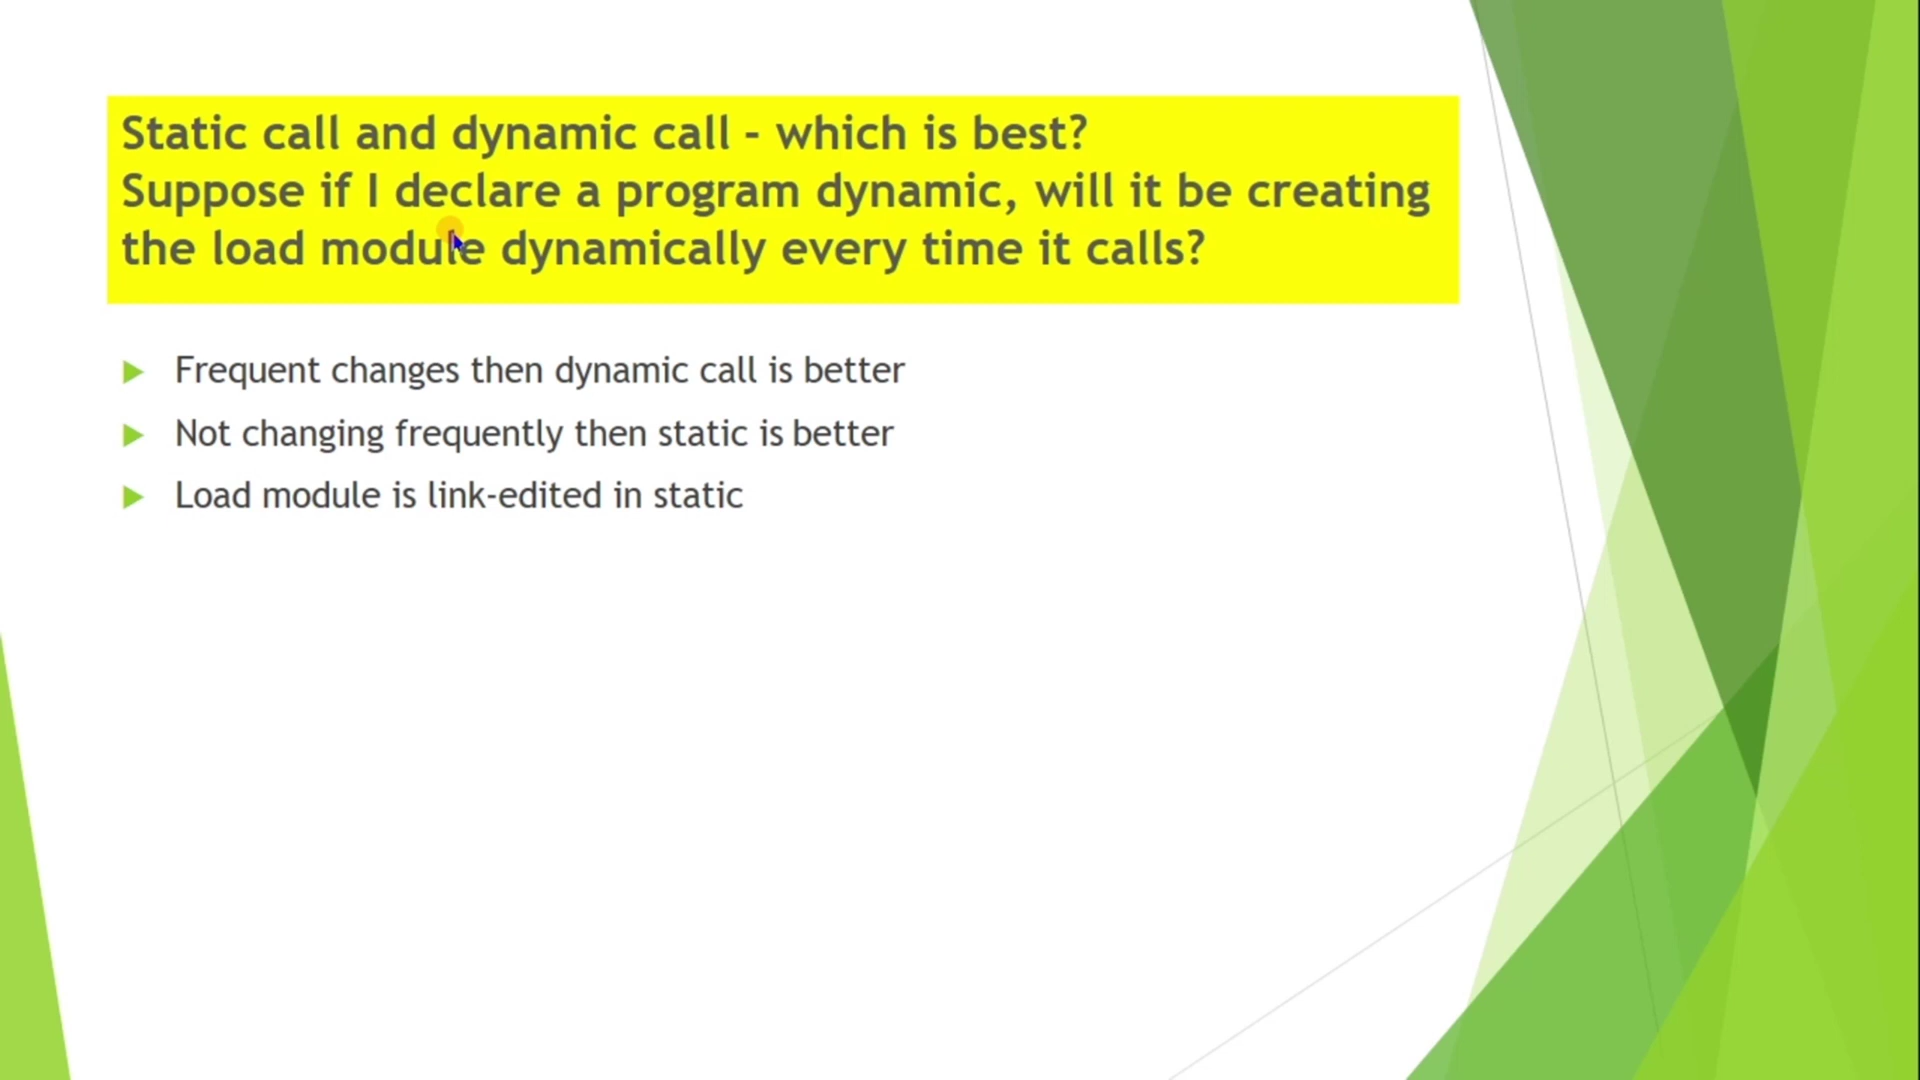 Static call and dynamic call - which is best?
Suppose if I declare a program dynamic, will it be creating
the load module dynamically every time it calls?
Frequent changes then dynamic call is better
Not changing frequently then static is better
Load module is link-edited in static